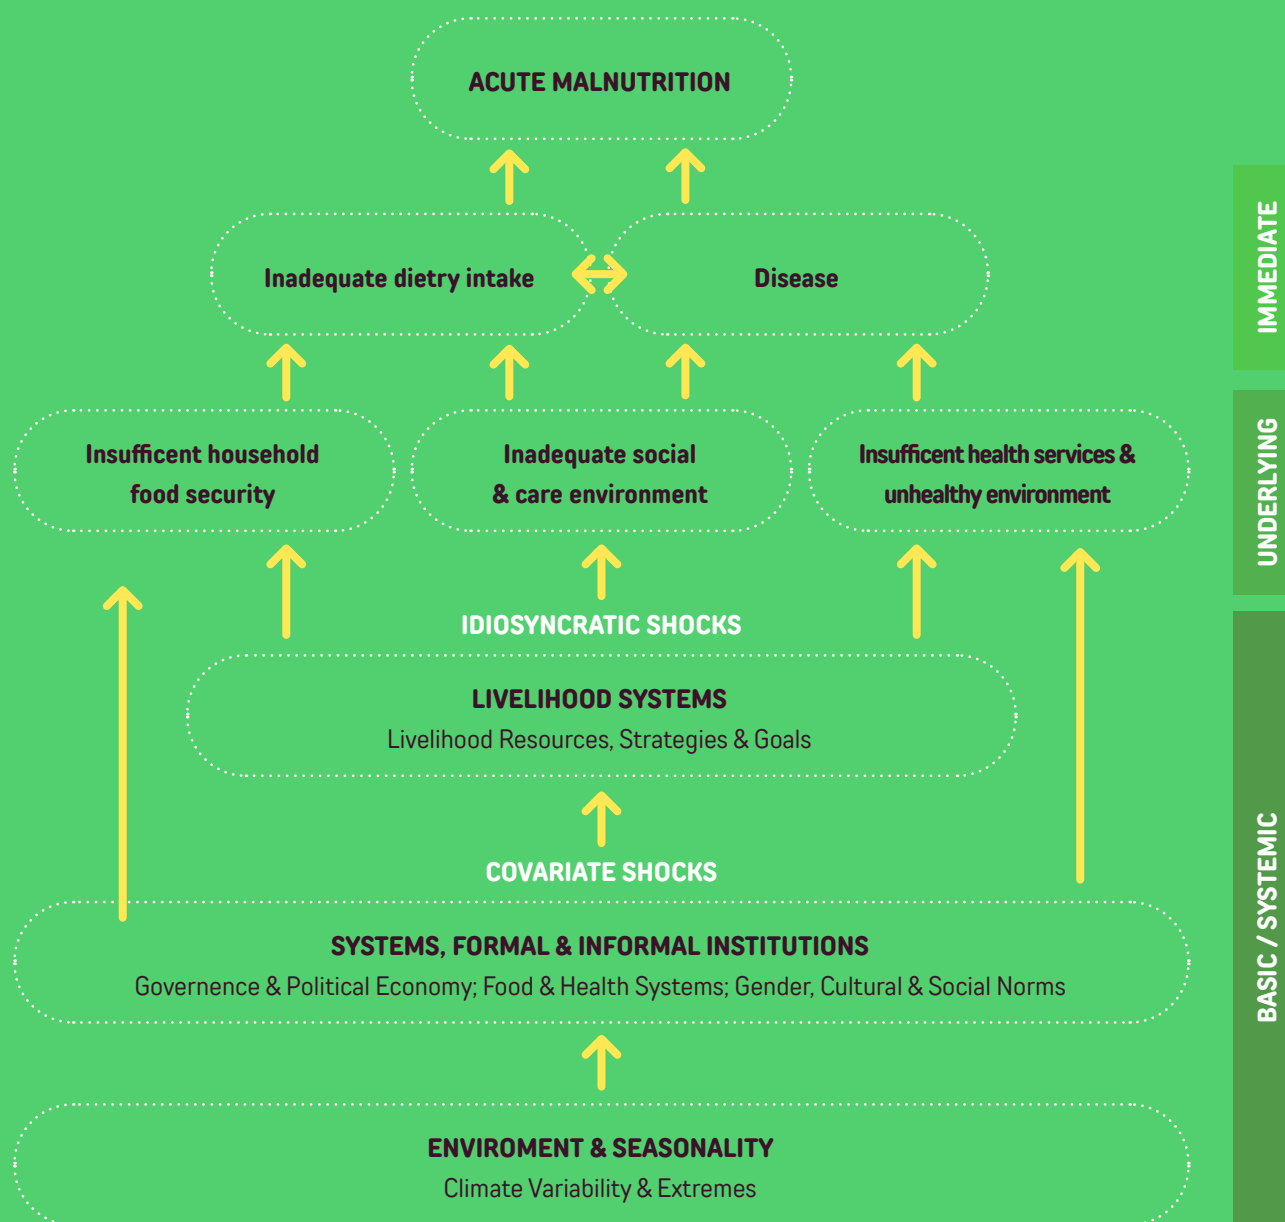 ACUTE MALNUTRITION
IMMEDIATE
Inadequate dietry intake
Disease
UNDERLYING
Insufficent household
food security
Inadequate social
& care environment
Insufficent health services &
unhealthy environment
IDIOSYNCRATIC SHOCKS
BASIC / SYSTEMIC
LIVELIHOOD SYSTEMS
Livelihood Resources, Strategies & Goals
COVARIATE SHOCKS
SYSTEMS, FORMAL & INFORMAL INSTITUTIONS
Governence & Political Economy; Food & Health Systems; Gender, Cultural & Social Norms
ENVIROMENT & SEASONALITY
Climate Variability & Extremes